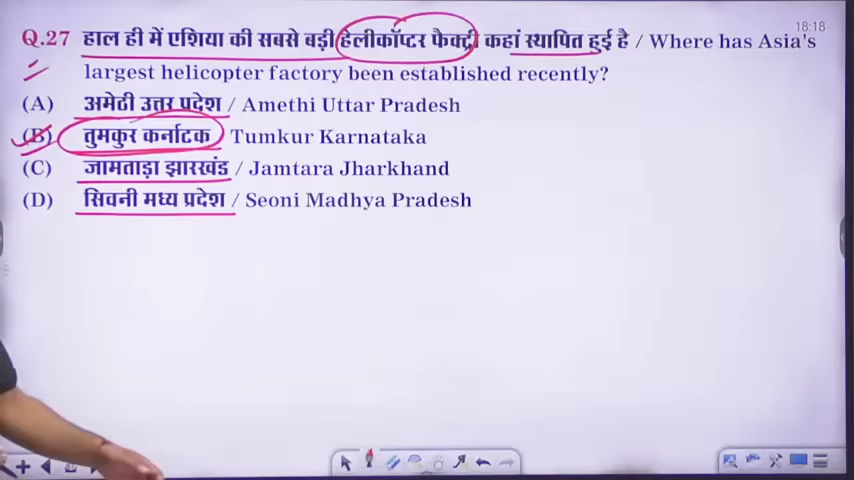 18:18
Q.27 हाल ही में एशिया की सबसे बड़ी हेलीकॉप्टर फैक्ट्री कहां स्थापित हुई है / Where has Asia's
largest helicopter factory been established recently?
(A) अमेठी उत्तर प्रदेश / Amethi Uttar Pradesh
(B) तुमकुर कर्नाटक / Tumkur Karnataka
(C) जामताड़ा झारखंड / Jamtara Jharkhand
(D) सिवनी मध्य प्रदेश / Seoni Madhya Pradesh